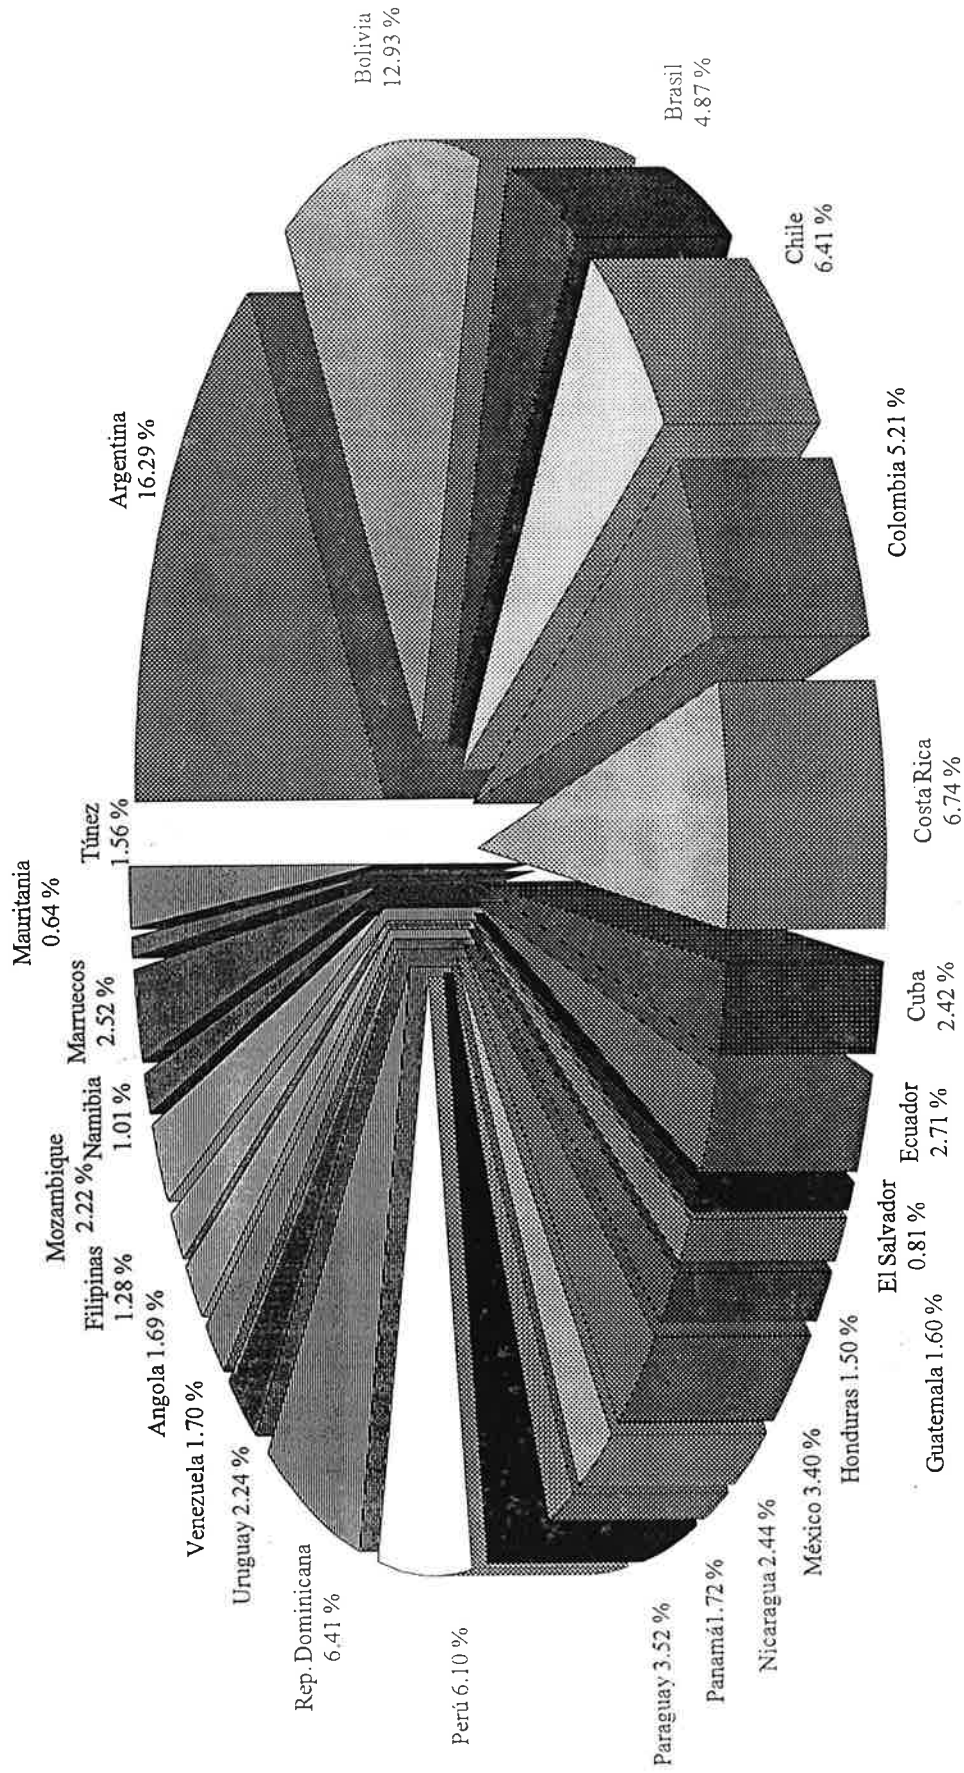 Argentina
16.29 %
Bolivia
12.93 %
Brasil
4.87 %
Chile
6.41 %
Colombia 5.21 %
Costa Rica
6.74 %
Cuba
2.42 %
Ecuador
2.71 %
El Salvador
0.81 %
Guatemala 1.60 %
Honduras 1.50 %
México 3.40 %
Nicaragua 2.44 %
Panamá1.72 %
Paraguay 3.52 %
Perú 6.10 %
Rep. Dominicana
6.41 %
Uruguay 2.24 %
Venezuela 1.70 %
Angola 1.69 %
Filipinas
1.28 %
Mozambique
2.22 %
Namibia
1.01 %
Marruecos
2.52 %
Mauritania
0.64 %
Túnez
1.56 %